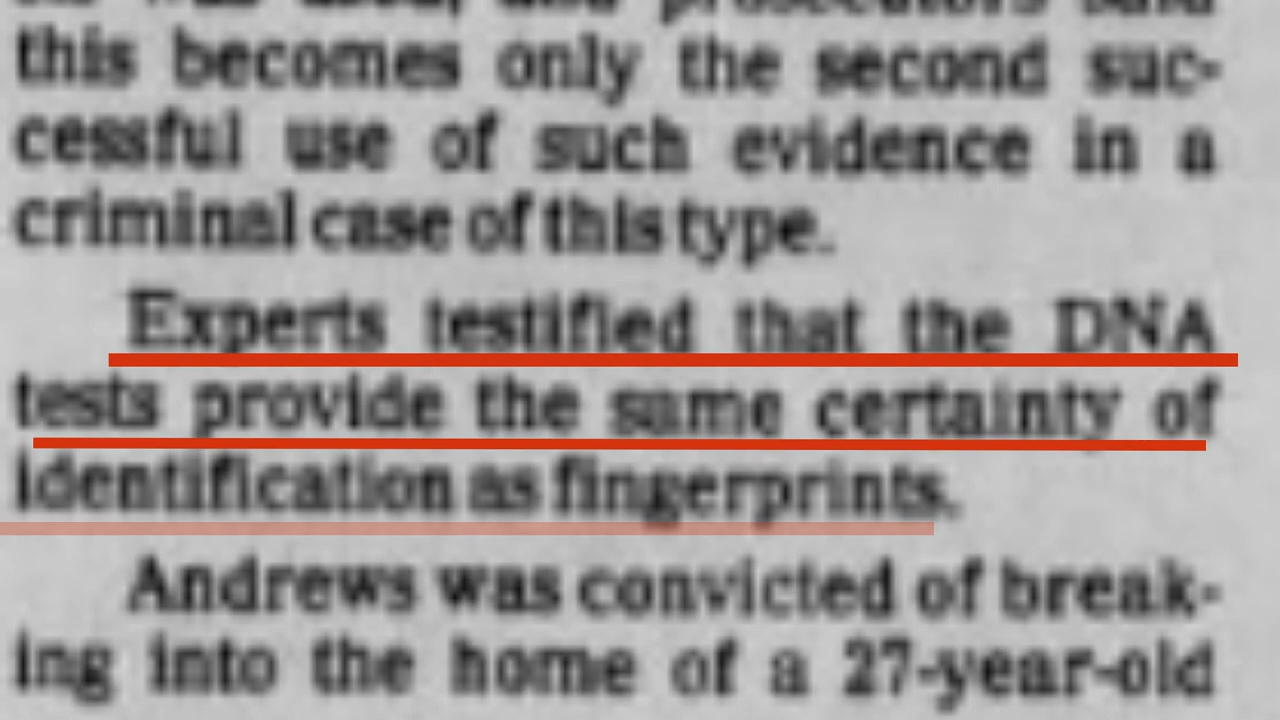 this becomes only the second suc-
cessful use of such evidence in a
criminal case of this type.
Experts testified that the DNA
tests provide the same certainty of
identification as fingerprints.
Andrews was convicted of break-
ing into the home of a 27-year-old